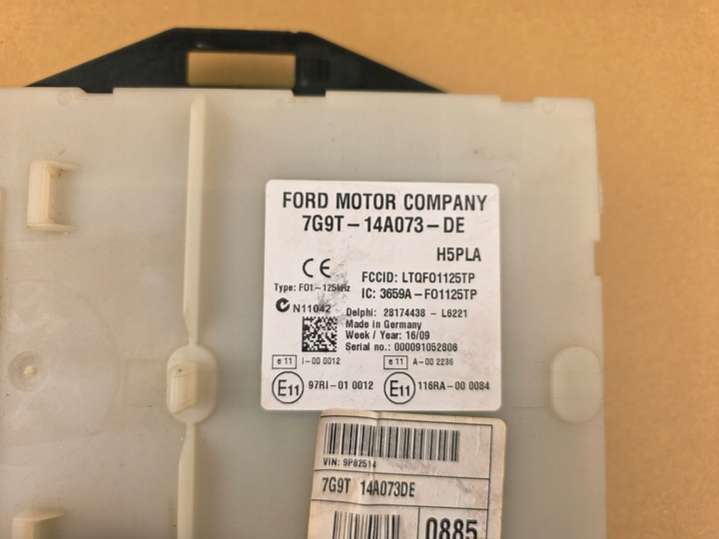 FORD MOTOR COMPANY
7G9T-14A073-DE
H5PLA
CE
FCCID: LTQFO1125TP
Type: FO1-125kHz
IC: 3659A-FO1125TP
N11042
Delphi: 28174438-L6221
Made in Germany
Week / Year: 16/09
Serial no.: 000091052806
e 11 I-00 0012
e 11 A-00 2236
E11 97RI-01 0012
E11 116RA-00 0084
VIN: 9P82514
7G9T 14A073DE
0885